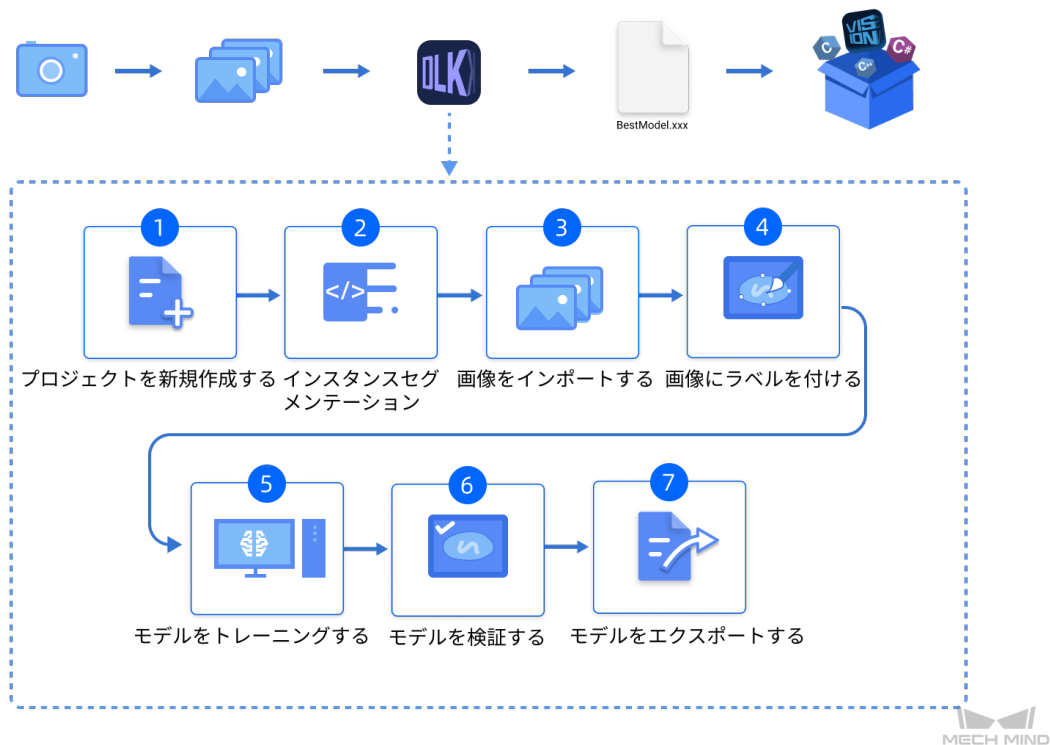 DLK
BestModel.xxx
VIS
ION
C
C#
C++
1
2
3
4
</>
プロジェクトを新規作成する
インスタンスセグ
メンテーション
画像をインポートする
画像にラベルを付ける
5
6
7
モデルをトレーニングする
モデルを検証する
モデルをエクスポートする
MECH MIND